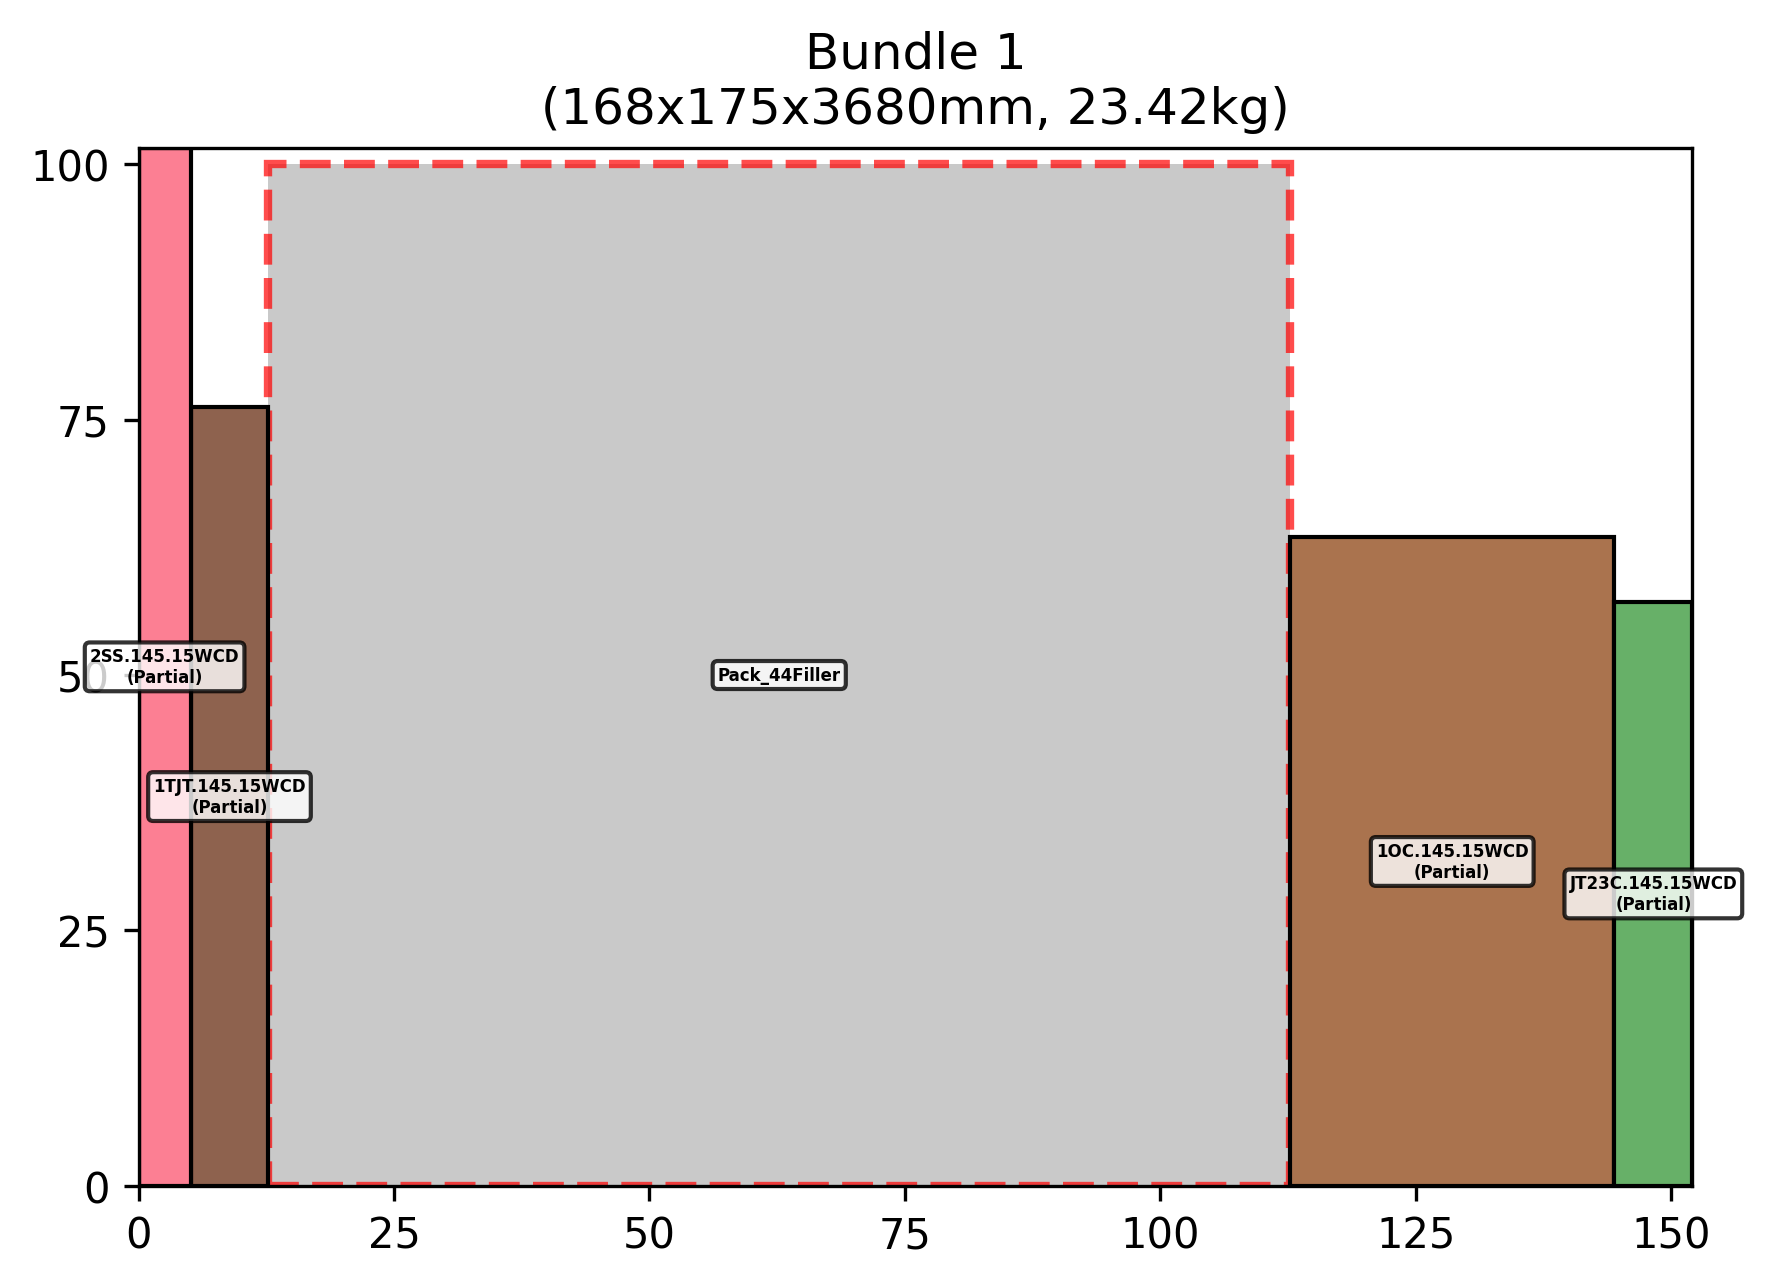 Bundle 1
(168x175x3680mm, 23.42kg)
100
75
50
25
0
2SS.145.15WCD
(Partial)
1TJT.145.15WCD
(Partial)
Pack_44Filler
1OC.145.15WCD
(Partial)
JT23C.145.15WCD
(Partial)
0 25 50 75 100 125 150